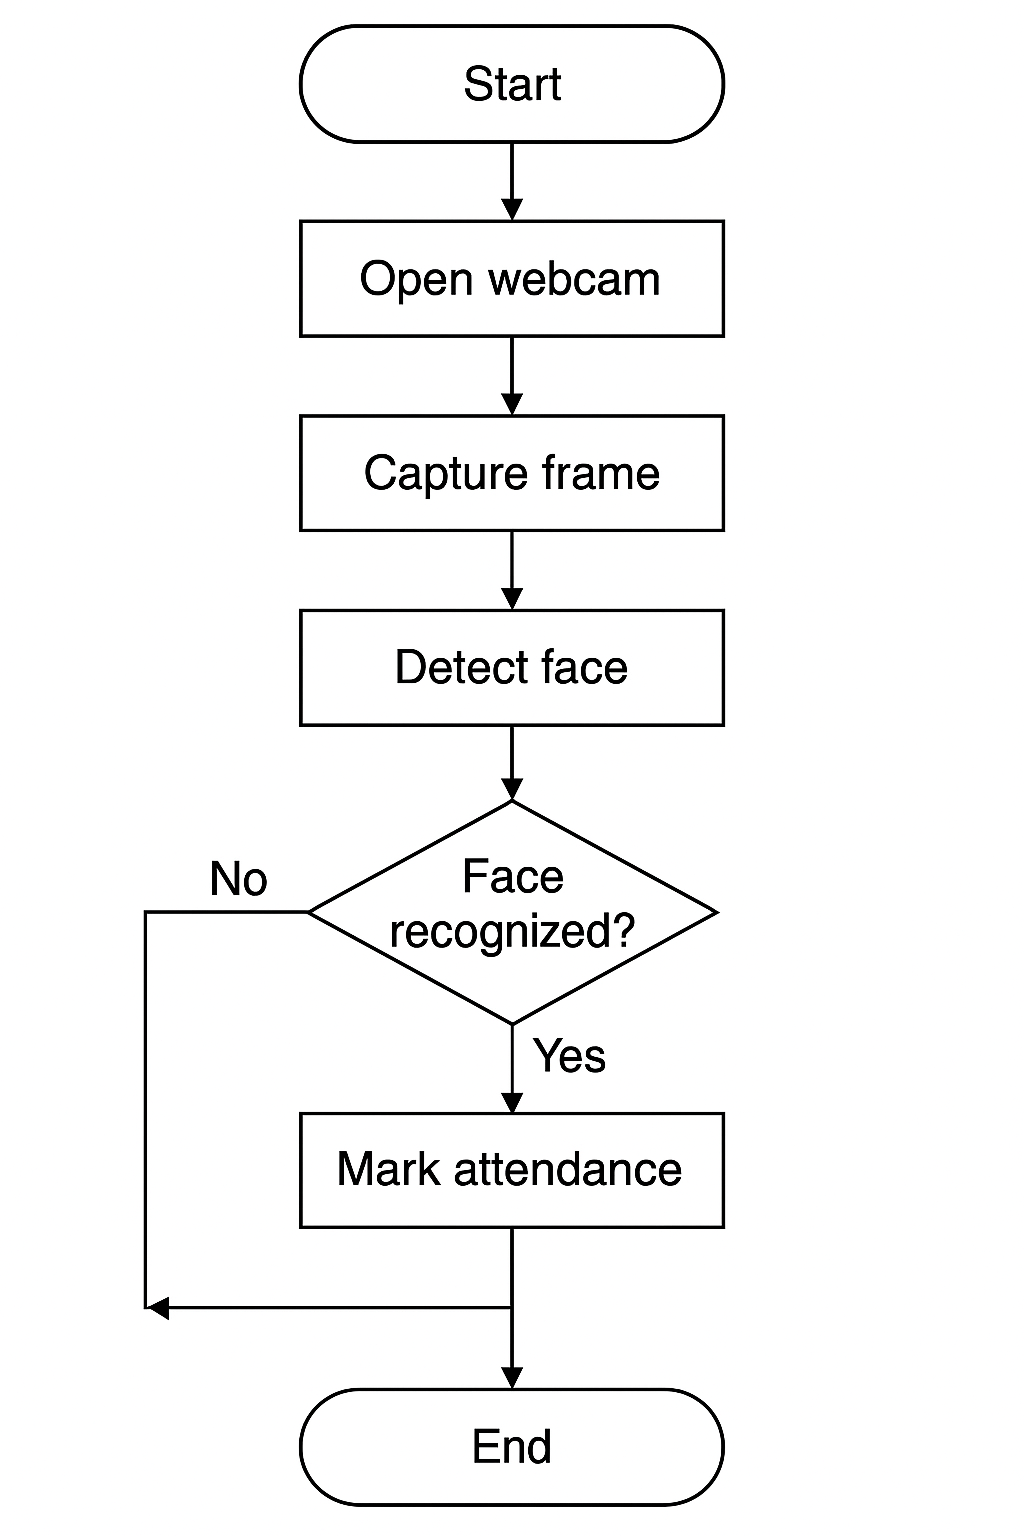 Start
Open webcam
Capture frame
Detect face
Face
recognized?
No
Yes
Mark attendance
End